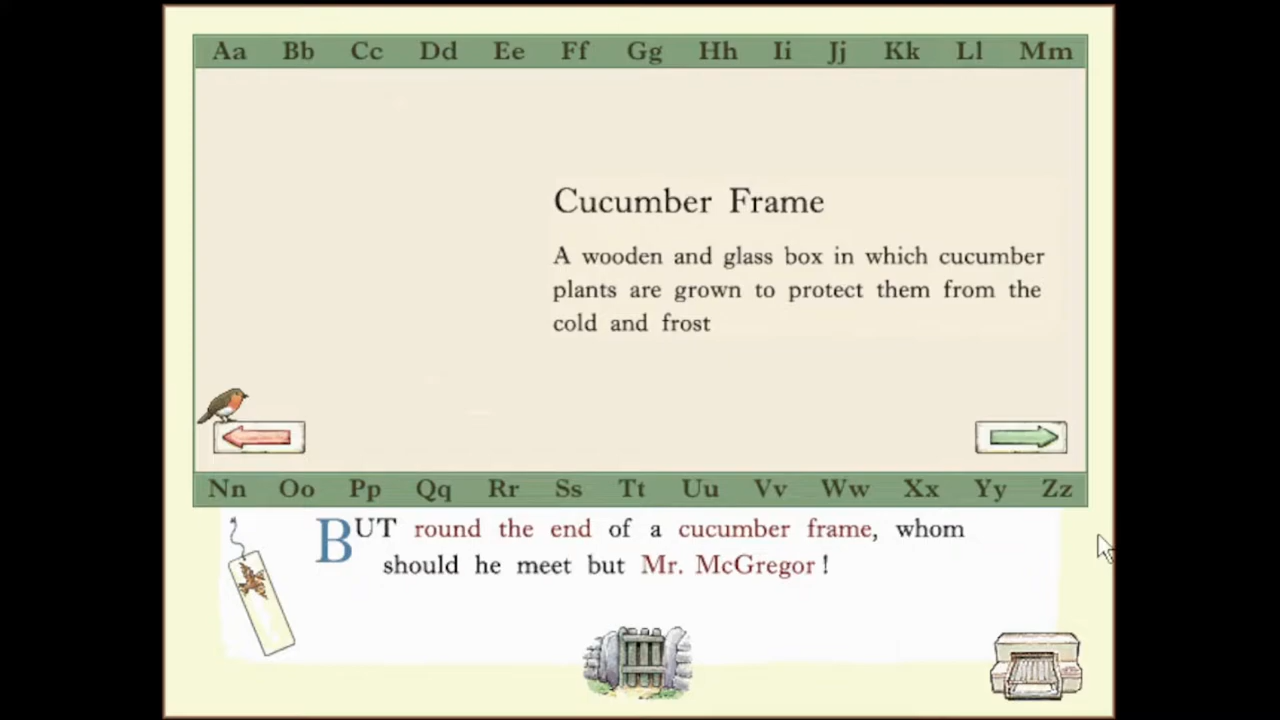 Aa Bb Cc Dd Ee Ff Gg Hh Ii Jj Kk Ll Mm
Cucumber Frame
A wooden and glass box in which cucumber
plants are grown to protect them from the
cold and frost
Nn Oo Pp Qq Rr Ss Tt Uu Vv Ww Xx Yy Zz
BUT round the end of a cucumber frame, whom
should he meet but Mr. McGregor !